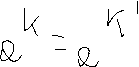 e^k = e^k'